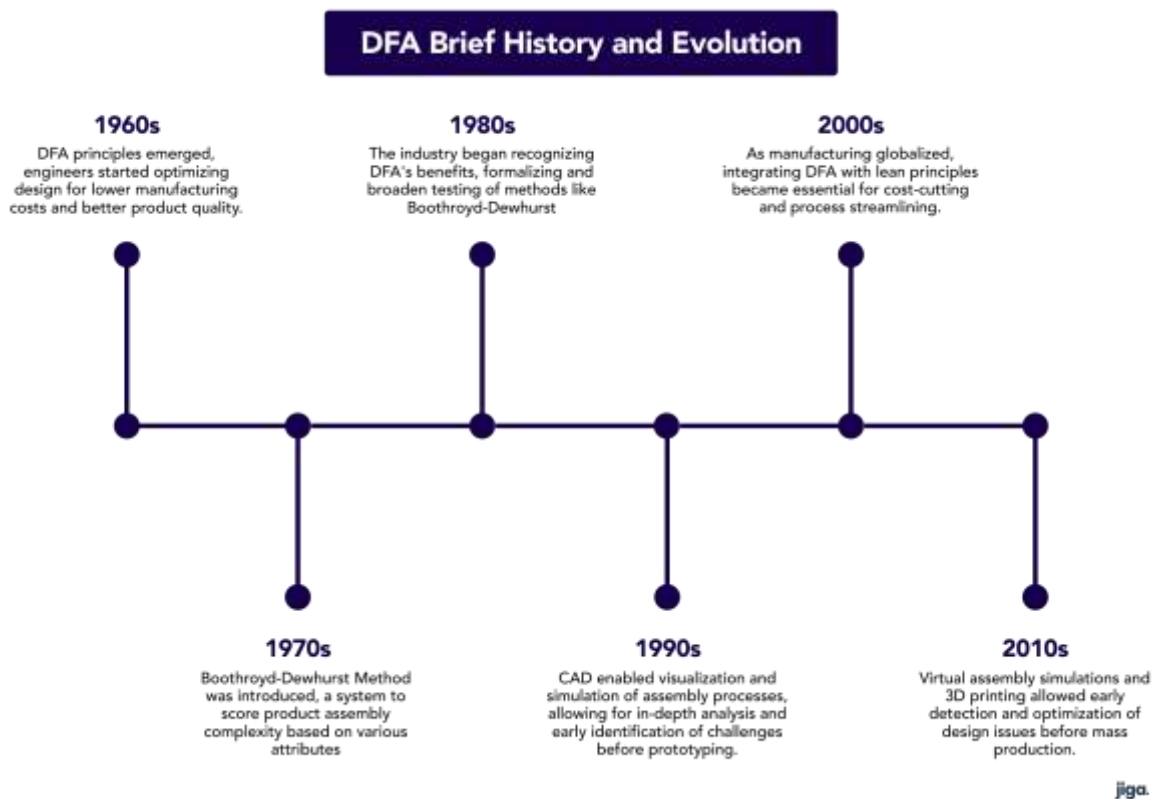 DFA Brief History and Evolution
1960s
DFA principles emerged,
engineers started optimizing
design for lower manufacturing
costs and better product quality.
1980s
The industry began recognizing
DFA's benefits, formalizing and
broaden testing of methods like
Boothroyd-Dewhurst
2000s
As manufacturing globalized,
integrating DFA with lean principles
became essential for cost-cutting
and process streamlining.
1970s
Boothroyd-Dewhurst Method
was introduced, a system to
score product assembly
complexity based on various
attributes
1990s
CAD enabled visualization and
simulation of assembly processes,
allowing for in-depth analysis and
early identification of challenges
before prototyping.
2010s
Virtual assembly simulations and
3D printing allowed early
detection and optimization of
design issues before mass
production.
jiga.